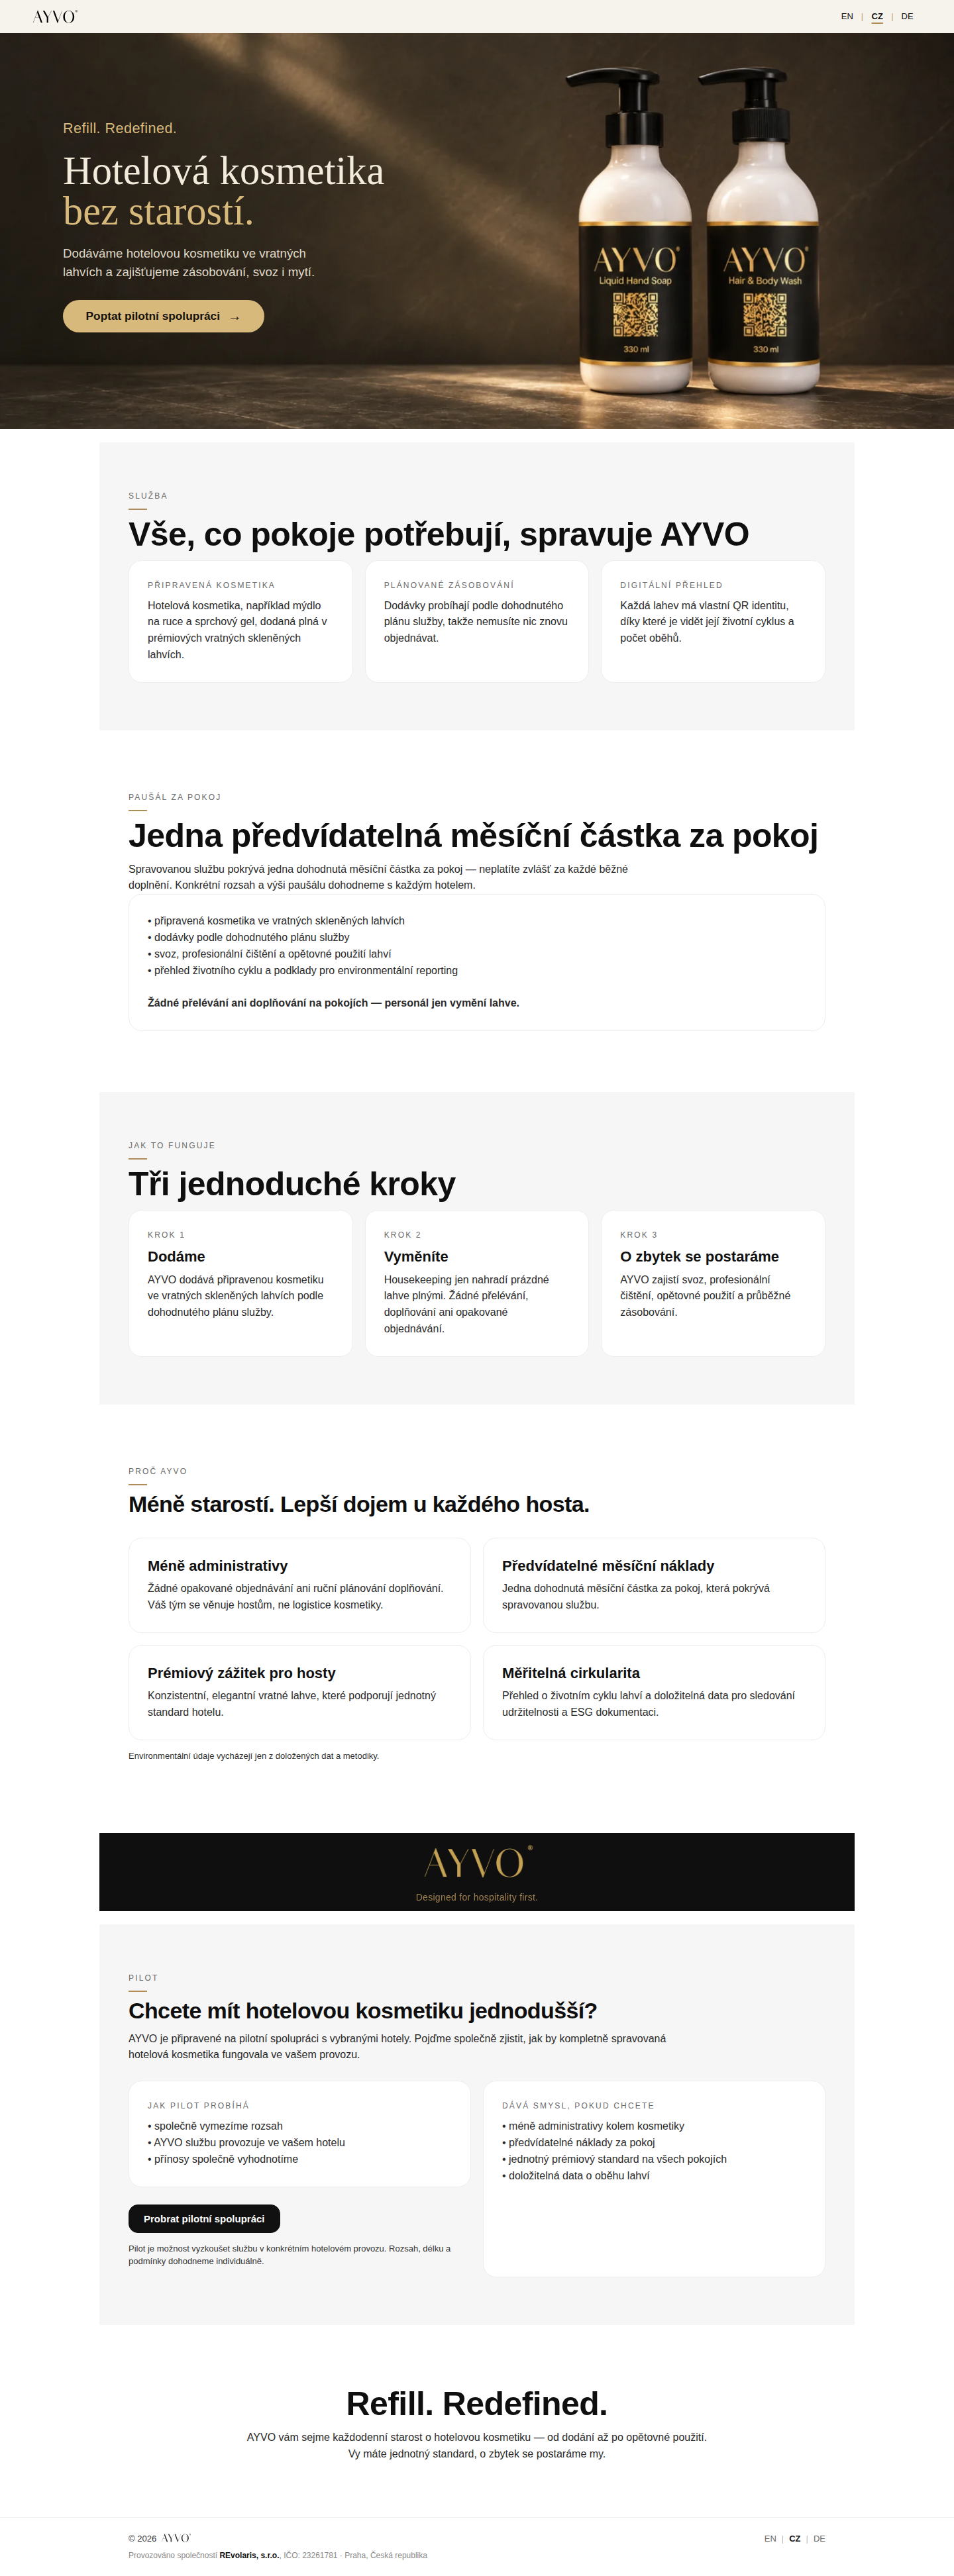 AYVO®
EN | CZ | DE
Refill. Redefined.
Hotelová kosmetika
bez starostí.
Dodáváme hotelovou kosmetiku ve vratných
lahvích a zajišťujeme zásobování, svoz i mytí.
Poptat pilotní spolupráci →
AYVO®
Liquid Hand Soap
330 ml
AYVO®
Hair & Body Wash
330 ml
SLUŽBA
Vše, co pokoje potřebují, spravuje AYVO
PŘIPRAVENÁ KOSMETIKA
Hotelová kosmetika, například mýdlo
na ruce a sprchový gel, dodaná plná v
prémiových vratných skleněných
lahvích.
PLÁNOVANÉ ZÁSOBOVÁNÍ
Dodávky probíhají podle dohodnutého
plánu služby, takže nemusíte nic znovu
objednávat.
DIGITÁLNÍ PŘEHLED
Každá lahev má vlastní QR identitu,
díky které je vidět její životní cyklus a
počet oběhů.
PAUŠÁL ZA POKOJ
Jedna předvídatelná měsíční částka za pokoj
Spravovanou službu pokrývá jedna dohodnutá měsíční částka za pokoj — neplatíte zvlášť za každé běžné
doplnění. Konkrétní rozsah a výši paušálu dohodneme s každým hotelem.
• připravená kosmetika ve vratných skleněných lahvích
• dodávky podle dohodnutého plánu služby
• svoz, profesionální čištění a opětovné použití lahví
• přehled životního cyklu a podklady pro environmentální reporting
Žádné přelévání ani doplňování na pokojích — personál jen vymění lahve.
JAK TO FUNGUJE
Tři jednoduché kroky
KROK 1
Dodáme
AYVO dodává připravenou kosmetiku
ve vratných skleněných lahvích podle
dohodnutého plánu služby.
KROK 2
Vyměníte
Housekeeping jen nahradí prázdné
lahve plnými. Žádné přelévání,
doplňování ani opakované
objednávání.
KROK 3
O zbytek se postaráme
AYVO zajistí svoz, profesionální
čištění, opětovné použití a průběžné
zásobování.
PROČ AYVO
Méně starostí. Lepší dojem u každého hosta.
Méně administrativy
Žádné opakované objednávání ani ruční plánování doplňování.
Váš tým se věnuje hostům, ne logistice kosmetiky.
Předvídatelné měsíční náklady
Jedna dohodnutá měsíční částka za pokoj, která pokrývá
spravovanou službu.
Prémiový zážitek pro hosty
Konzistentní, elegantní vratné lahve, které podporují jednotný
standard hotelu.
Měřitelná cirkularita
Přehled o životním cyklu lahví a doložitelná data pro sledování
udržitelnosti a ESG dokumentaci.
Environmentální údaje vycházejí jen z doložených dat a metodiky.
AYVO®
Designed for hospitality first.
PILOT
Chcete mít hotelovou kosmetiku jednodušší?
AYVO je připravené na pilotní spolupráci s vybranými hotely. Pojďme společně zjistit, jak by kompletně spravovaná
hotelová kosmetika fungovala ve vašem provozu.
JAK PILOT PROBÍHÁ
• společně vymezíme rozsah
• AYVO službu provozuje ve vašem hotelu
• přínosy společně vyhodnotíme
Probrat pilotní spolupráci
Pilot je možnost vyzkoušet službu v konkrétním hotelovém provozu. Rozsah, délku a
podmínky dohodneme individuálně.
DÁVÁ SMYSL, POKUD CHCETE
• méně administrativy kolem kosmetiky
• předvídatelné náklady za pokoj
• jednotný prémiový standard na všech pokojích
• doložitelná data o oběhu lahví
Refill. Redefined.
AYVO vám sejme každodenní starost o hotelovou kosmetiku — od dodání až po opětovné použití.
Vy máte jednotný standard, o zbytek se postaráme my.
© 2026 AYVO®
EN | CZ | DE
Provozováno společností REvolaris, s.r.o., IČO: 23261781 · Praha, Česká republika